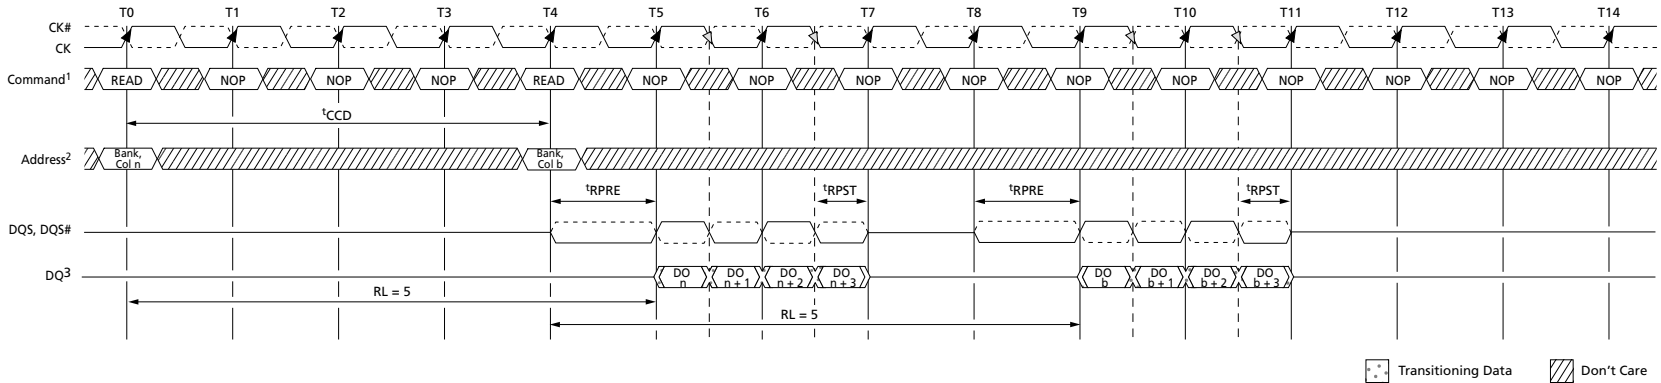 T0 T1 T2 T3 T4 T5 T6 T7 T8 T9 T10 T11 T12 T13 T14
CK#
CK
Command1 READ NOP NOP NOP READ NOP NOP NOP NOP NOP NOP NOP NOP NOP NOP
tCCD
Address2 Bank, Col n Bank, Col b
tRPRE tRPST tRPRE tRPST
DQS, DQS#
DQ3 DO n DO n + 1 DO n + 2 DO n + 3 DO b DO b + 1 DO b + 2 DO b + 3
RL = 5
RL = 5
Transitioning Data Don't Care